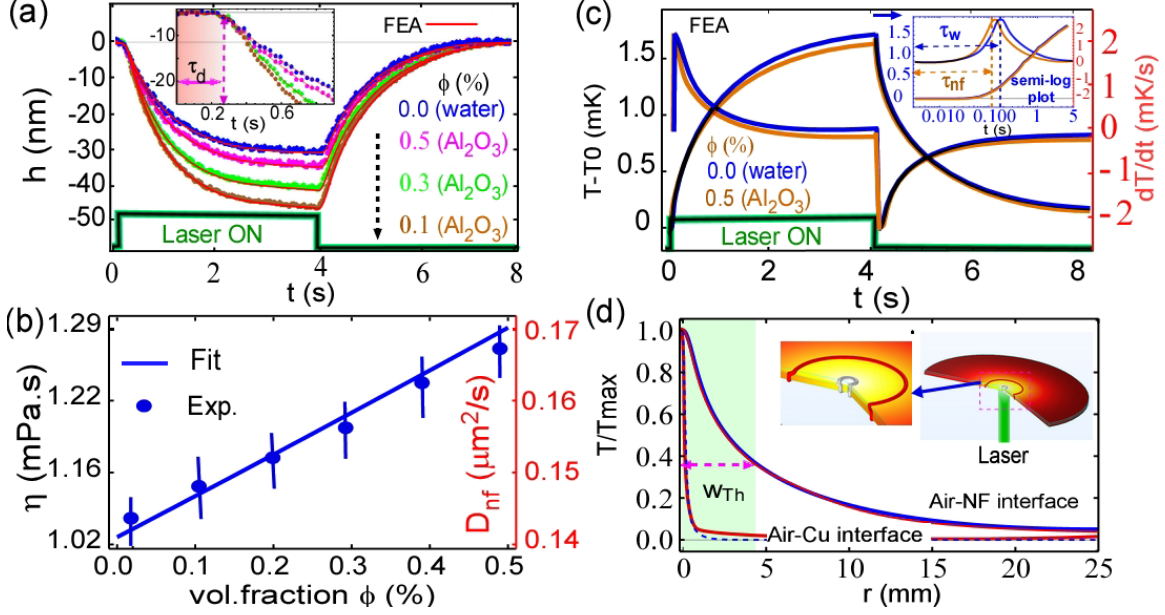 (a)
0
-10
-20
-30
-40
-50
h (nm)
-5
-20
τd
0.2
0.6
t (s)
FEA
ϕ (%)
0.0 (water)
0.5 (Al2O3)
0.3 (Al2O3)
0.1 (Al2O3)
Laser ON
0
2
4
6
8
t (s)
(c)
FEA
1.5
1.0
0.5
0
T-T0 (mK)
2
1
0
-1
-2
dT/dt (mK/s)
1.0
0.5
0
τw
τnf
semi-log
plot
2
1
0
-1
-2
0.010
0.100
1
5
t (s)
ϕ (%)
0.0 (water)
0.5 (Al2O3)
Laser ON
0
2
4
6
8
t (s)
(b)
1.29
1.22
1.16
1.02
η (mPa.s)
Fit
Exp.
0.17
0.16
0.15
0.14
Dnf (μm²/s)
0.0
0.1
0.2
0.3
0.4
0.5
vol.fraction ϕ (%)
(d)
1.0
0.8
0.6
0.4
0.2
0.0
T/Tmax
wTh
Laser
Air-NF interface
Air-Cu interface
0
5
10
15
20
25
r (mm)